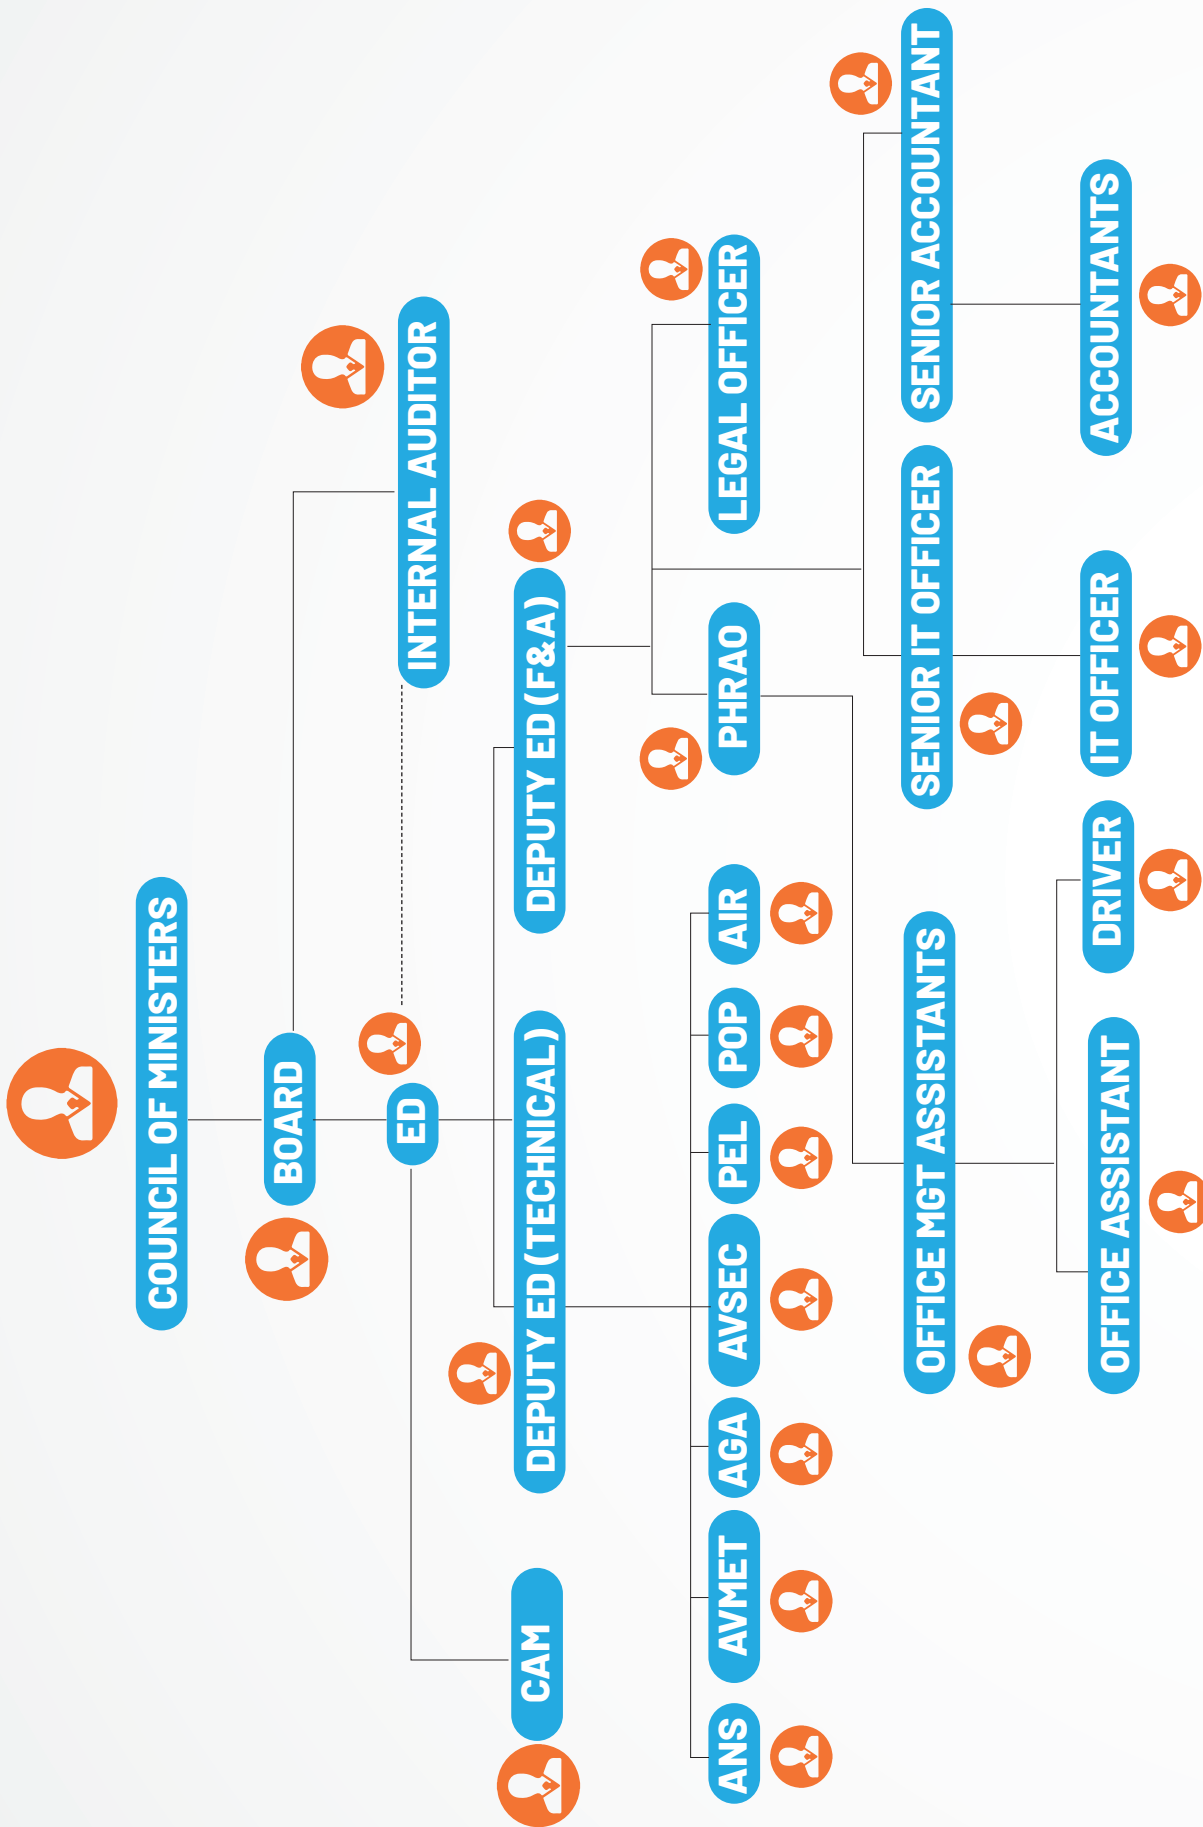 COUNCIL OF MINISTERS
BOARD
INTERNAL AUDITOR
ED
CAM
DEPUTY ED (TECHNICAL)
DEPUTY ED (F&A)
ANS
AVMET
AGA
AVSEC
PEL
POP
AIR
PHRAO
LEGAL OFFICER
OFFICE MGT ASSISTANTS
SENIOR IT OFFICER
SENIOR ACCOUNTANT
OFFICE ASSISTANT
DRIVER
IT OFFICER
ACCOUNTANTS